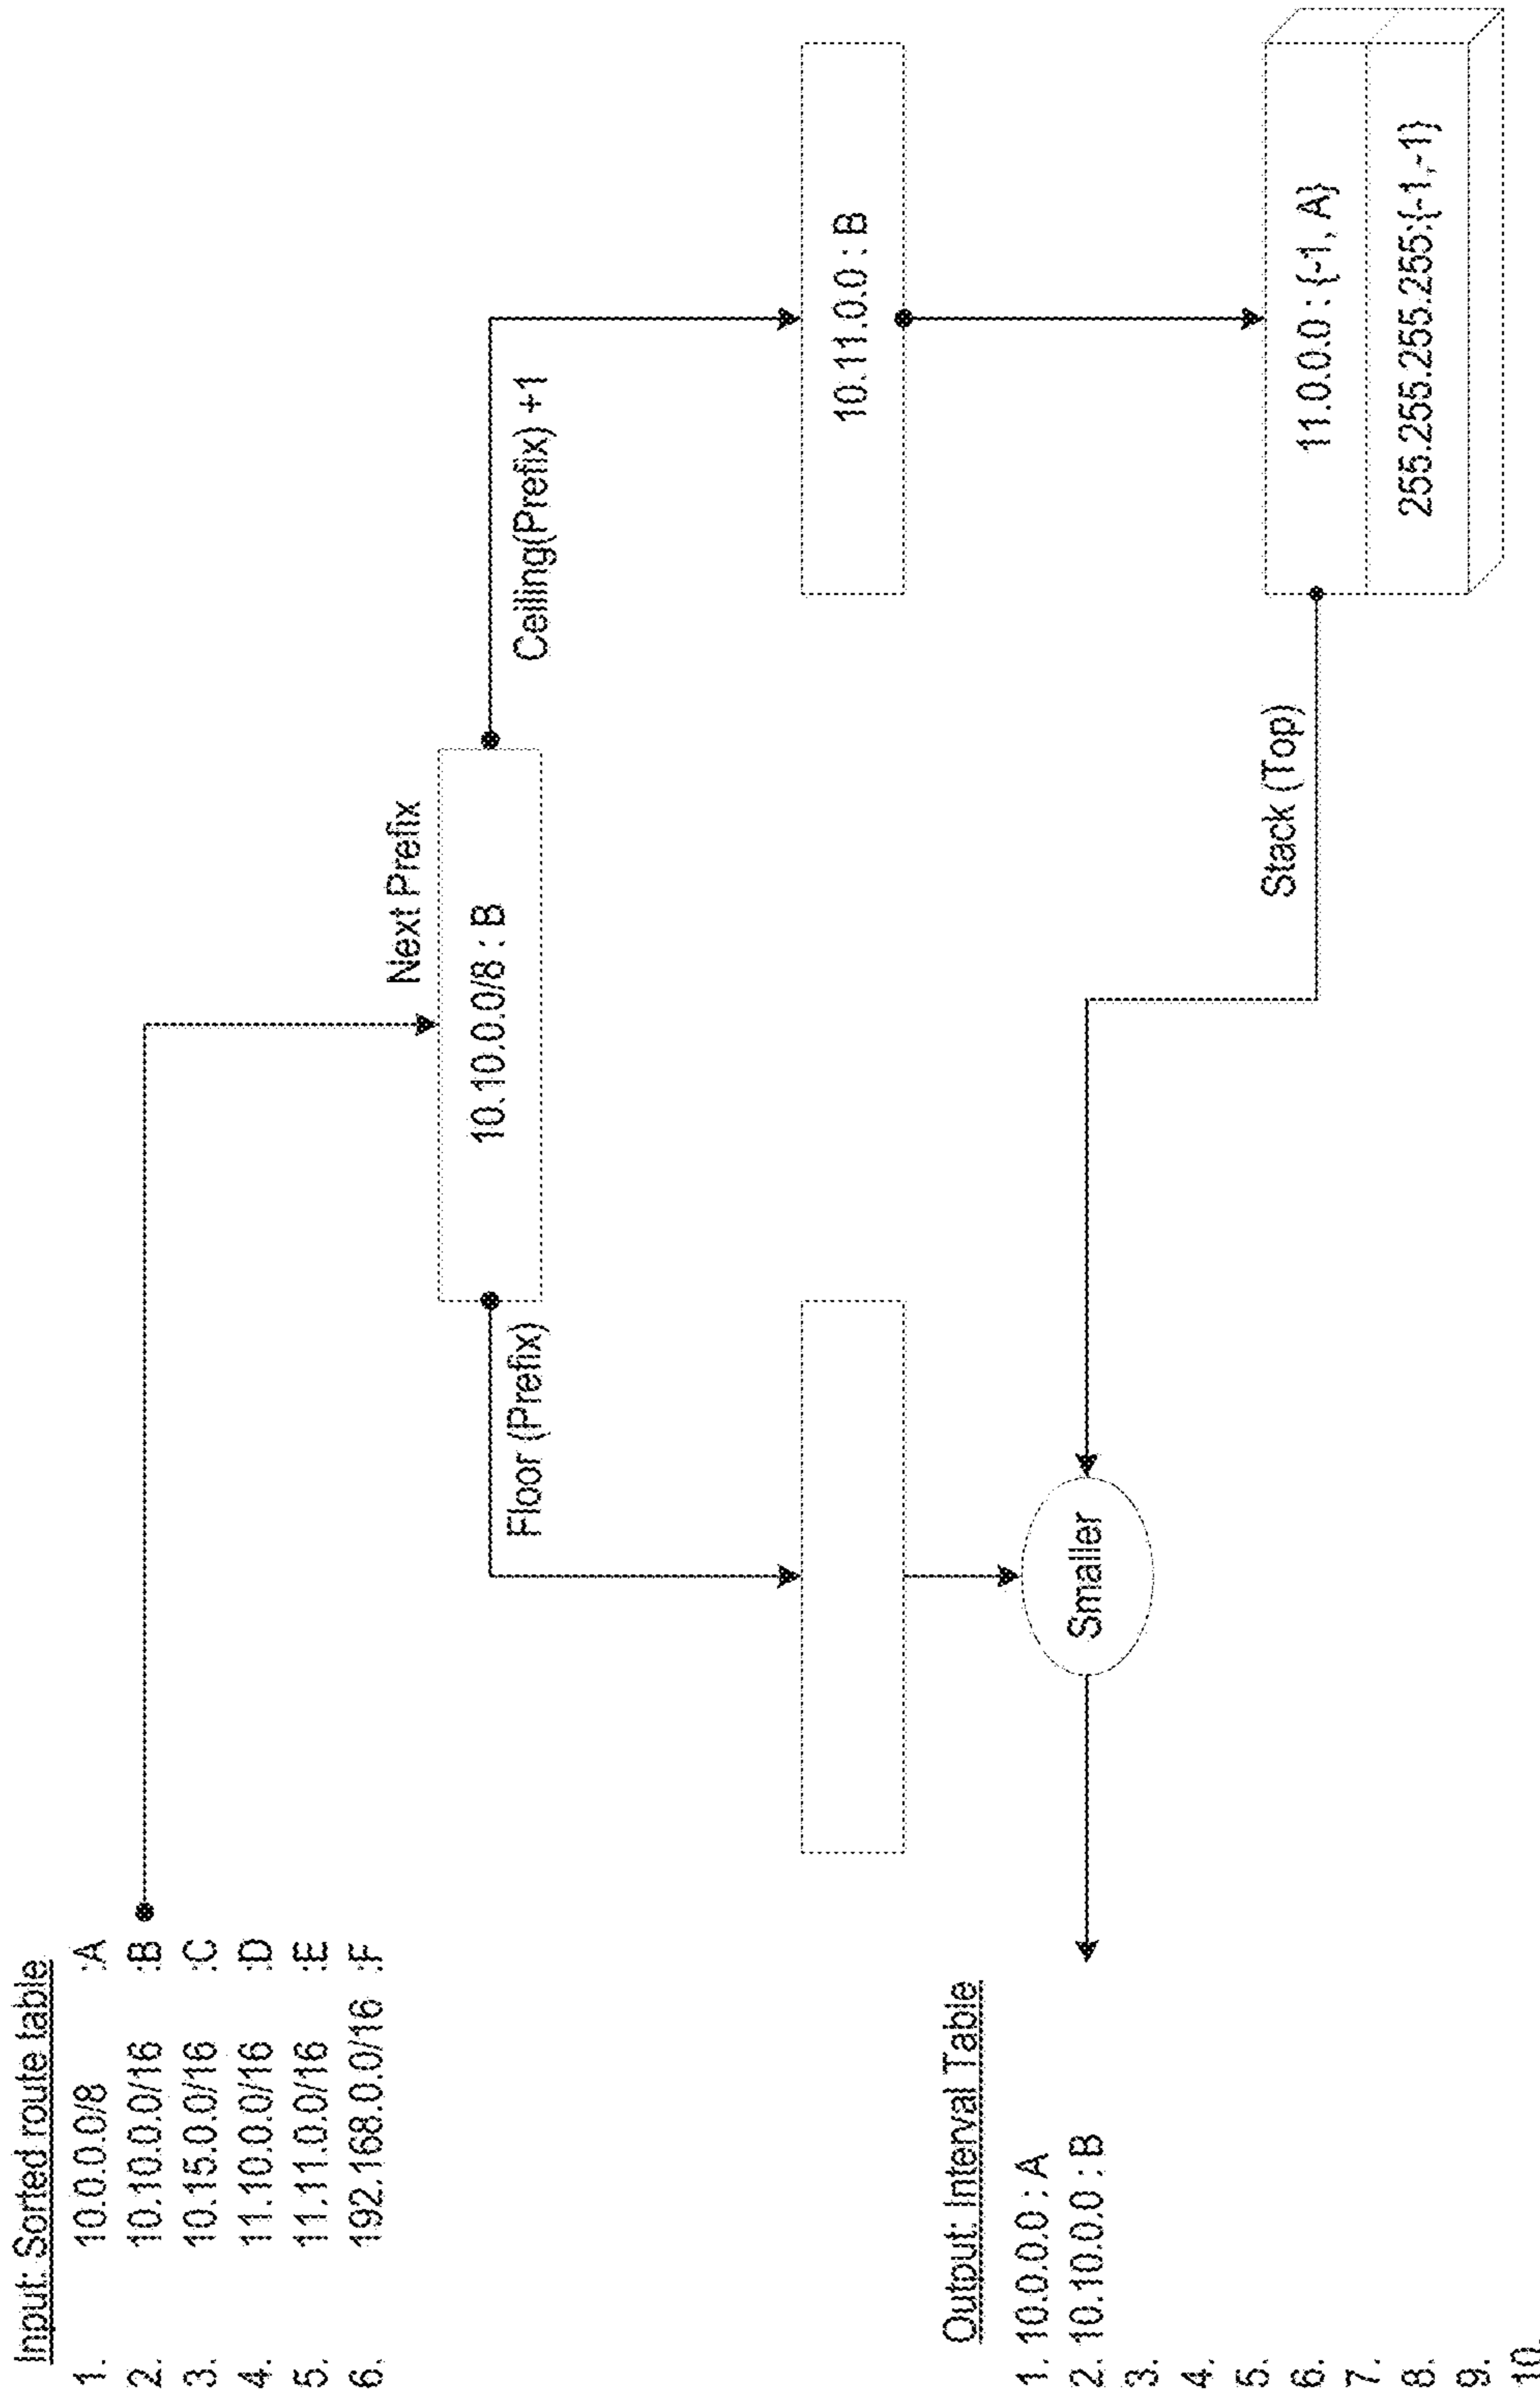 Input: Sorted route table
1. 10.0.0.0/8 :A
2. 10.10.0.0/16 :B
3. 10.15.0.0/16 :C
4. 11.10.0.0/16 :D
5. 11.11.0.0/16 :E
6. 192.168.0.0/16 :F
Next Prefix
10.10.0.0/8 : B
Floor (Prefix)
Ceiling(Prefix) +1
10.11.0.0 : B
Smaller
Stack (Top)
11.0.0.0 : {-1, A}
255.255.255.255:{-1,-1}
Output: Interval Table
1. 10.0.0.0 : A
2. 10.10.0.0 : B
3.
4.
5.
6.
7.
8.
9.
10.